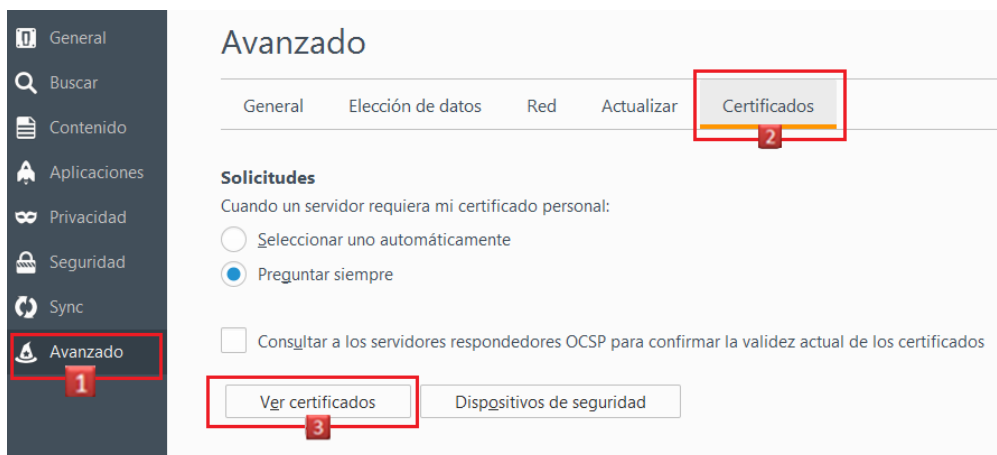 General
Buscar
Contenido
Aplicaciones
Privacidad
Seguridad
Sync
Avanzado
1
Avanzado
General Elección de datos Red Actualizar Certificados
2
Solicitudes
Cuando un servidor requiera mi certificado personal:
Seleccionar uno automáticamente
Preguntar siempre
Consultar a los servidores respondedores OCSP para confirmar la validez actual de los certificados
Ver certificados Dispositivos de seguridad
3